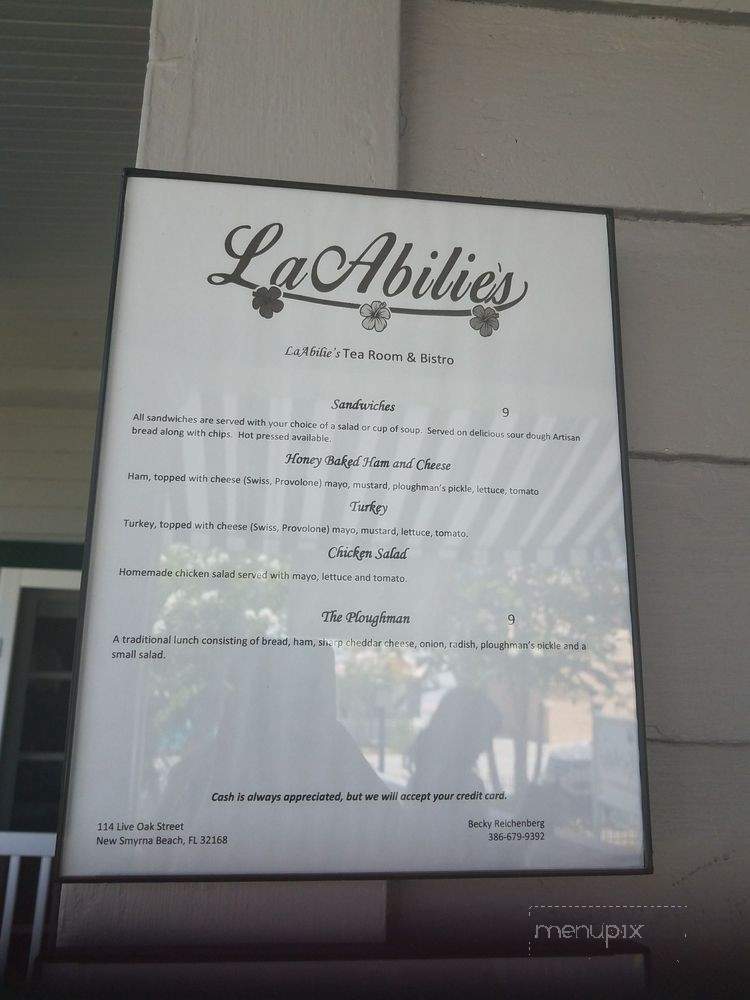 LaAbilie's
LaAbilie's Tea Room & Bistro
Sandwiches 9
All sandwiches are served with your choice of a salad or cup of soup. Served on delicious sour dough Artisan
bread along with chips. Hot pressed available.
Honey Baked Ham and Cheese
Ham, topped with cheese (Swiss, Provolone) mayo, mustard, ploughman's pickle, lettuce, tomato
Turkey
Turkey, topped with cheese (Swiss, Provolone) mayo, mustard, lettuce, tomato.
Chicken Salad
Homemade chicken salad served with mayo, lettuce and tomato.
The Ploughman 9
A traditional lunch consisting of bread, ham, sharp cheddar cheese, onion, radish, ploughman's pickle and a
small salad.
Cash is always appreciated, but we will accept your credit card.
114 Live Oak Street Becky Reichenberg
New Smyrna Beach, FL 32168 386-679-9392
menupix